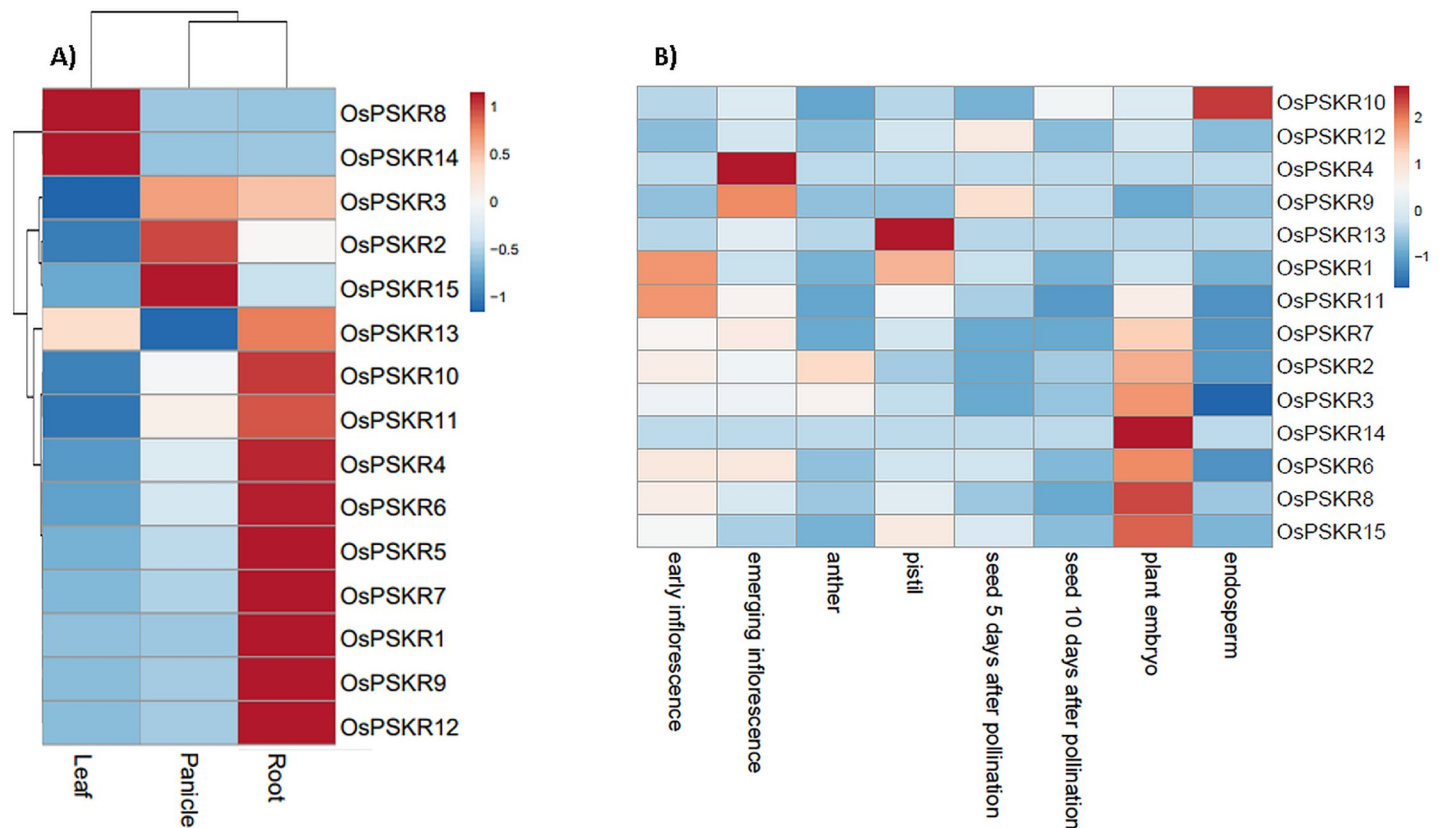 A)
OsPSKR8
OsPSKR14
OsPSKR3
OsPSKR2
OsPSKR15
OsPSKR13
OsPSKR10
OsPSKR11
OsPSKR4
OsPSKR6
OsPSKR5
OsPSKR7
OsPSKR1
OsPSKR9
OsPSKR12
1
0.5
0
−0.5
−1
Leaf
Panicle
Root
B)
OsPSKR10
OsPSKR12
OsPSKR4
OsPSKR9
OsPSKR13
OsPSKR1
OsPSKR11
OsPSKR7
OsPSKR2
OsPSKR3
OsPSKR14
OsPSKR6
OsPSKR8
OsPSKR15
2
1
0
−1
early inflorescence
emerging inflorescence
anther
pistil
seed 5 days after pollination
seed 10 days after pollination
plant embryo
endosperm